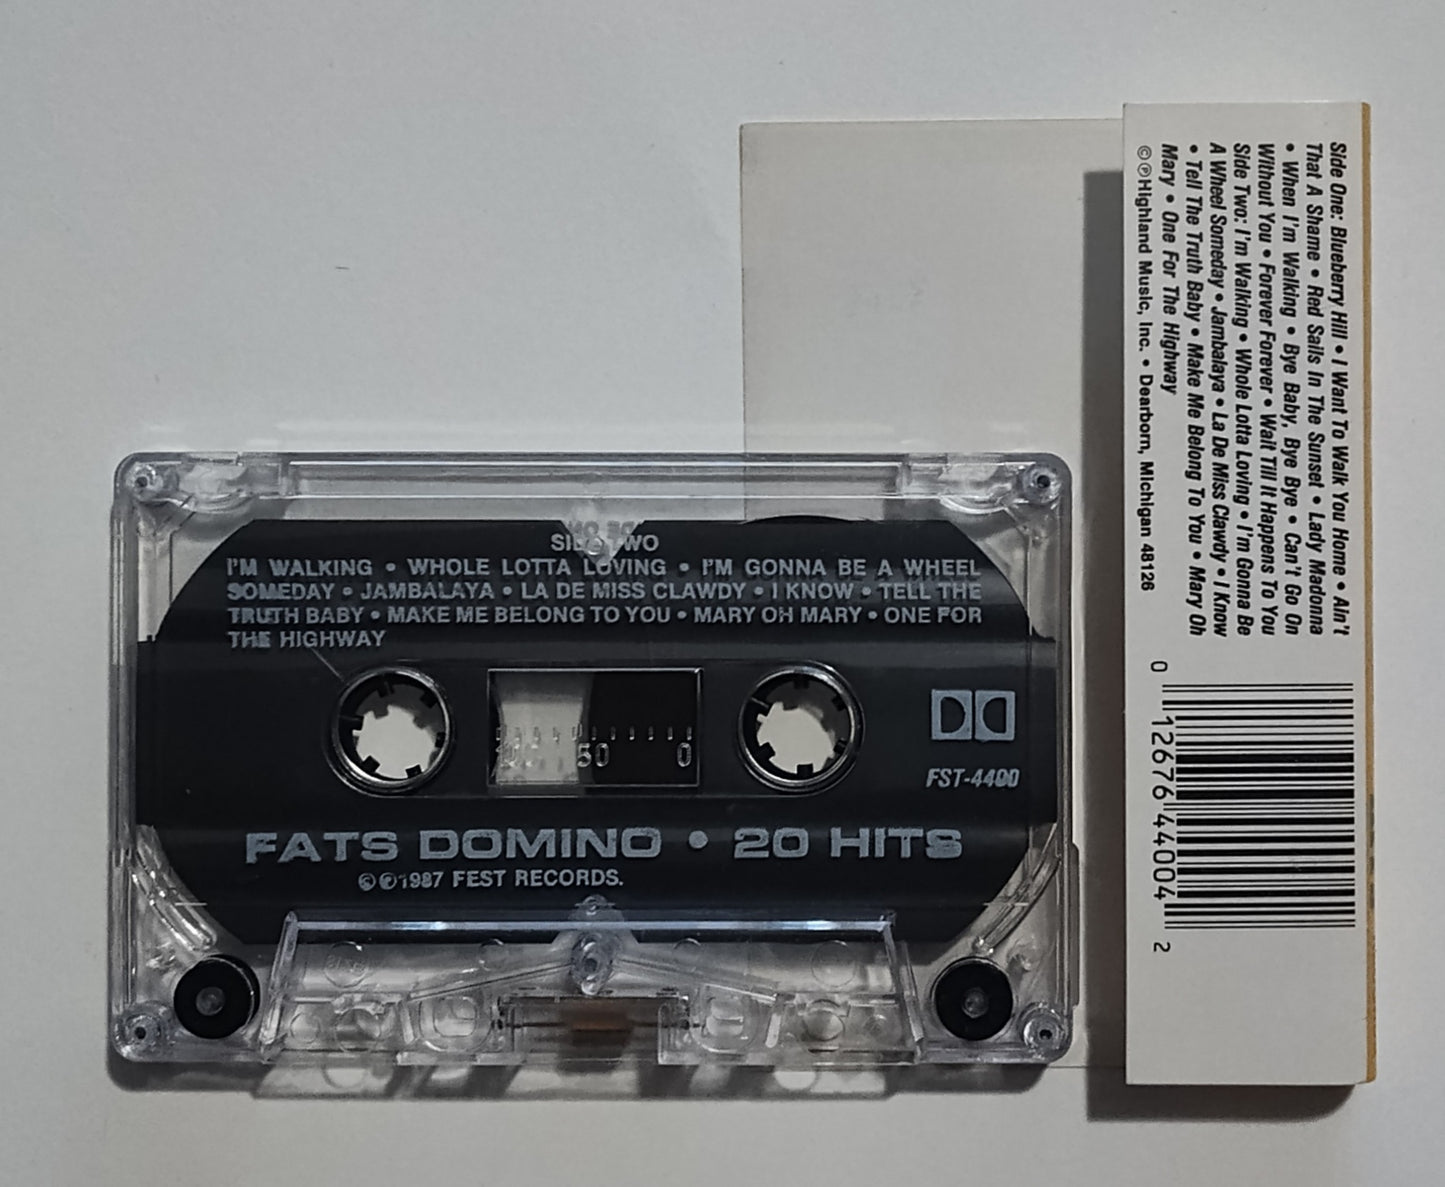 SIDE TWO
I'M WALKING • WHOLE LOTTA LOVING • I'M GONNA BE A WHEEL
SOMEDAY • JAMBALAYA • LA DE MISS CLAWDY • I KNOW • TELL THE
TRUTH BABY • MAKE ME BELONG TO YOU • MARY OH MARY • ONE FOR
THE HIGHWAY
50 0
FST-4400
FATS DOMINO • 20 HITS
©℗1987 FEST RECORDS.
Side One: Blueberry Hill • I Want To Walk You Home • Ain't
That A Shame • Red Sails In The Sunset • Lady Madonna
• When I'm Walking • Bye Baby, Bye Bye • Can't Go On
Without You • Forever Forever • Wait Till It Happens To You
Side Two: I'm Walking • Whole Lotta Loving • I'm Gonna Be
A Wheel Someday • Jambalaya • La De Miss Clawdy • I Know
• Tell The Truth Baby • Make Me Belong To You • Mary Oh
Mary • One For The Highway
©℗Highland Music, Inc. • Dearborn, Michigan 48126
0 12676 44004 2